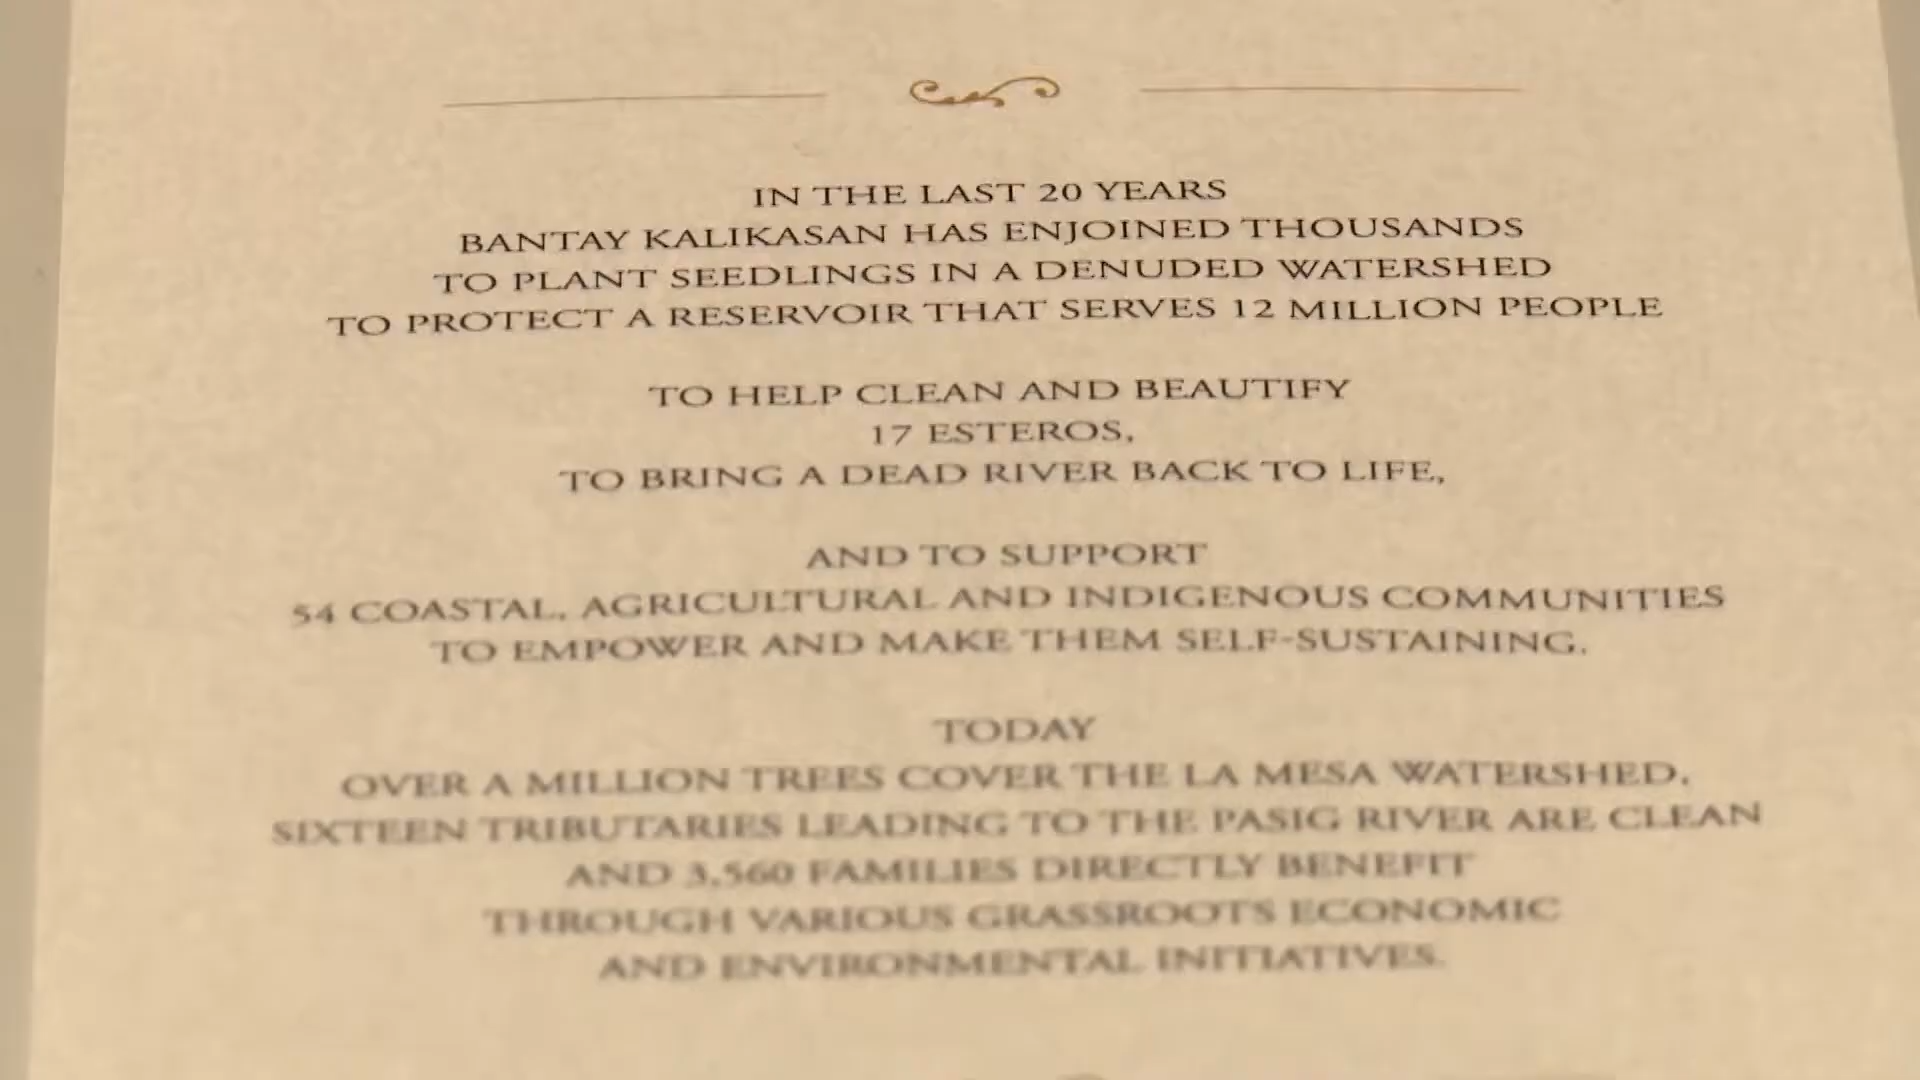 IN THE LAST 20 YEARS
BANTAY KALIKASAN HAS ENJOINED THOUSANDS
TO PLANT SEEDLINGS IN A DENUDED WATERSHED
TO PROTECT A RESERVOIR THAT SERVES 12 MILLION PEOPLE
TO HELP CLEAN AND BEAUTIFY
17 ESTEROS,
TO BRING A DEAD RIVER BACK TO LIFE,
AND TO SUPPORT
54 COASTAL, AGRICULTURAL AND INDIGENOUS COMMUNITIES
TO EMPOWER AND MAKE THEM SELF-SUSTAINING.
TODAY
OVER A MILLION TREES COVER THE LA MESA WATERSHED,
SIXTEEN TRIBUTARIES LEADING TO THE PASIG RIVER ARE CLEAN
AND 3,560 FAMILIES DIRECTLY BENEFIT
THROUGH VARIOUS GRASSROOTS ECONOMIC
AND ENVIRONMENTAL INITIATIVES.